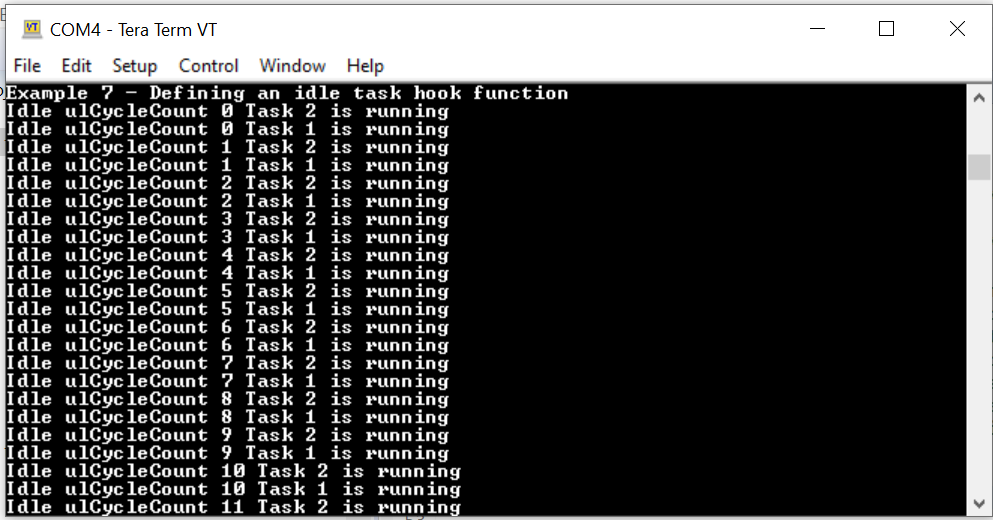 COM4 - Tera Term VT
File Edit Setup Control Window Help
Example 7 - Defining an idle task hook function
Idle ulCycleCount 0 Task 2 is running
Idle ulCycleCount 0 Task 1 is running
Idle ulCycleCount 1 Task 2 is running
Idle ulCycleCount 1 Task 1 is running
Idle ulCycleCount 2 Task 2 is running
Idle ulCycleCount 2 Task 1 is running
Idle ulCycleCount 3 Task 2 is running
Idle ulCycleCount 3 Task 1 is running
Idle ulCycleCount 4 Task 2 is running
Idle ulCycleCount 4 Task 1 is running
Idle ulCycleCount 5 Task 2 is running
Idle ulCycleCount 5 Task 1 is running
Idle ulCycleCount 6 Task 2 is running
Idle ulCycleCount 6 Task 1 is running
Idle ulCycleCount 7 Task 2 is running
Idle ulCycleCount 7 Task 1 is running
Idle ulCycleCount 8 Task 2 is running
Idle ulCycleCount 8 Task 1 is running
Idle ulCycleCount 9 Task 2 is running
Idle ulCycleCount 9 Task 1 is running
Idle ulCycleCount 10 Task 2 is running
Idle ulCycleCount 10 Task 1 is running
Idle ulCycleCount 11 Task 2 is running